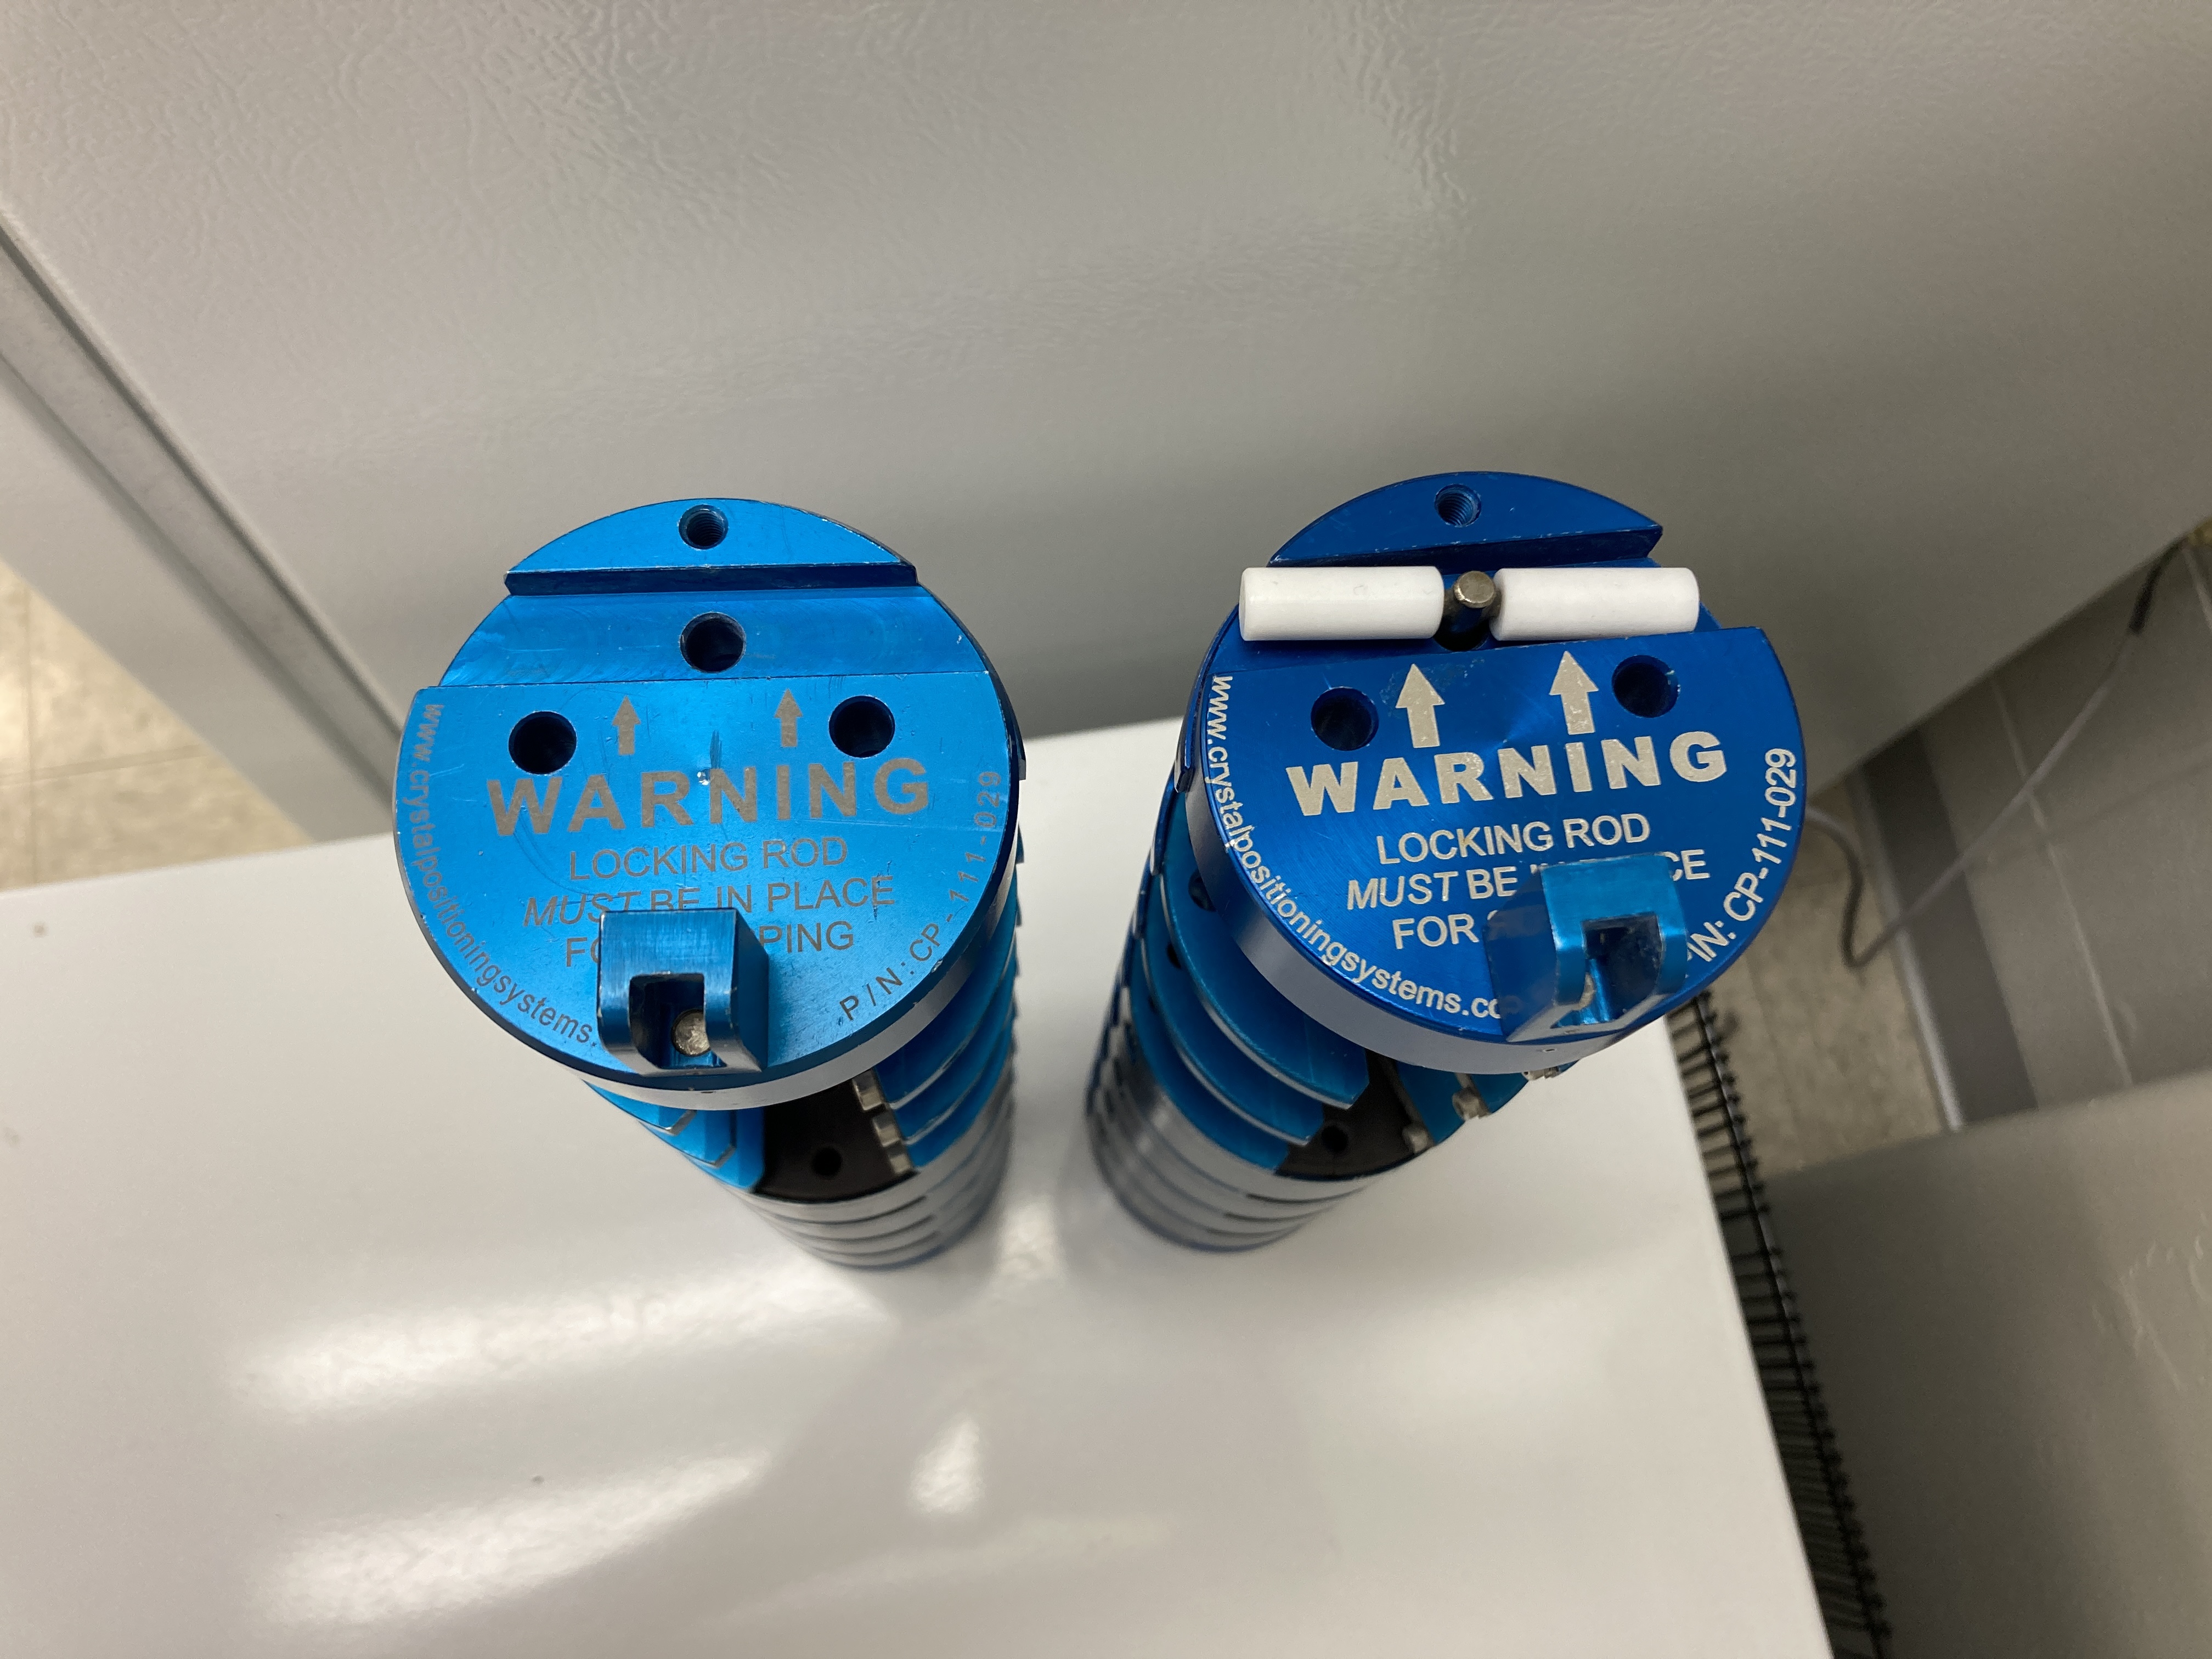 WARNING
LOCKING ROD
MUST BE IN PLACE
PING
www.crystalpositioningsystems.
P/N: CP-111-029
WARNING
LOCKING ROD
MUST BE
FOR
www.crystalpositioningsystems.co
P/N: CP-111-029